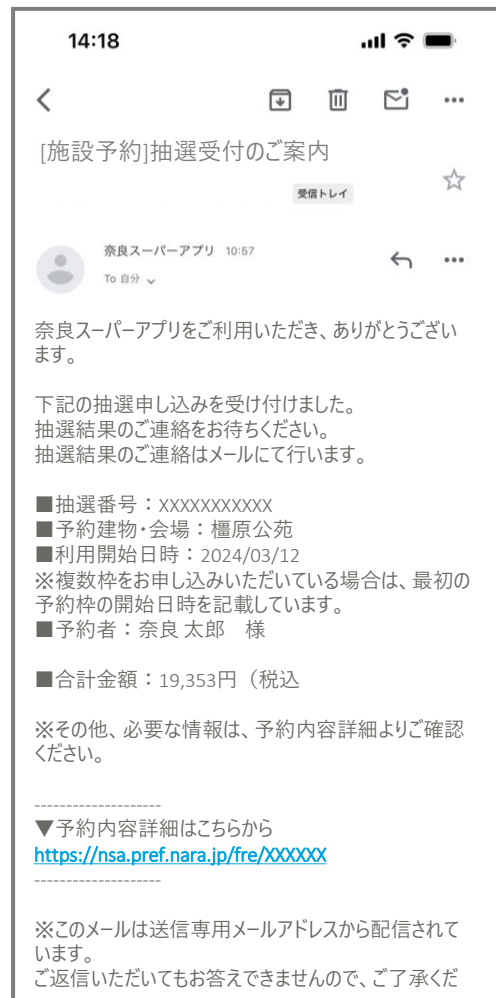 14:18
[施設予約]抽選受付のご案内
受信トレイ
奈良スーパーアプリ 10:57
To 自分
奈良スーパーアプリをご利用いただき、ありがとうござい
ます。
下記の抽選申し込みを受け付けました。
抽選結果のご連絡をお待ちください。
抽選結果のご連絡はメールにて行います。
■抽選番号：XXXXXXXXXXX
■予約建物・会場：橿原公苑
■利用開始日時：2024/03/12
※複数枠をお申し込みいただいている場合は、最初の
予約枠の開始日時を記載しています。
■予約者：奈良 太郎　様
■合計金額：19,353円（税込
※その他、必要な情報は、予約内容詳細よりご確認
ください。
--------------------
▼予約内容詳細はこちらから
https://nsa.pref.nara.jp/fre/XXXXXX
--------------------
※このメールは送信専用メールアドレスから配信されて
います。
ご返信いただいてもお答えできませんので、ご了承くだ